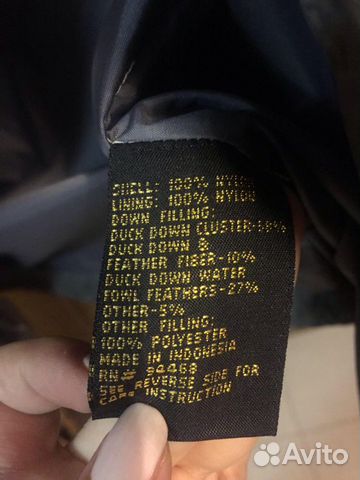 SHELL: 100% NYLON
LINING: 100% NYLON
DOWN FILLING:
DUCK DOWN CLUSTER-58%
DUCK DOWN &
FEATHER FIBER-10%
DUCK DOWN WATER
FOWL FEATHERS-27%
OTHER-5%
OTHER FILLING:
100% POLYESTER
MADE IN INDONESIA
RN# 94468
SEE REVERSE SIDE FOR
CARE INSTRUCTION
Avito